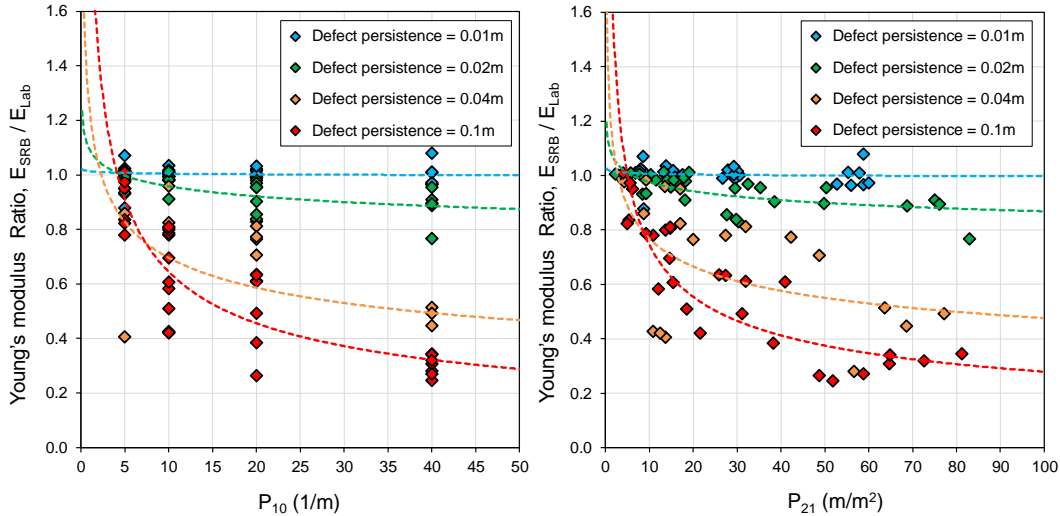 Young's modulus Ratio, E_SRB / E_Lab
1.6
1.4
1.2
1.0
0.8
0.6
0.4
0.2
0.0
0 5 10 15 20 25 30 35 40 45 50
P10 (1/m)
Defect persistence = 0.01m
Defect persistence = 0.02m
Defect persistence = 0.04m
Defect persistence = 0.1m
Young's modulus Ratio, E_SRB / E_Lab
1.6
1.4
1.2
1.0
0.8
0.6
0.4
0.2
0.0
0 10 20 30 40 50 60 70 80 90 100
P21 (m/m²)
Defect persistence = 0.01m
Defect persistence = 0.02m
Defect persistence = 0.04m
Defect persistence = 0.1m